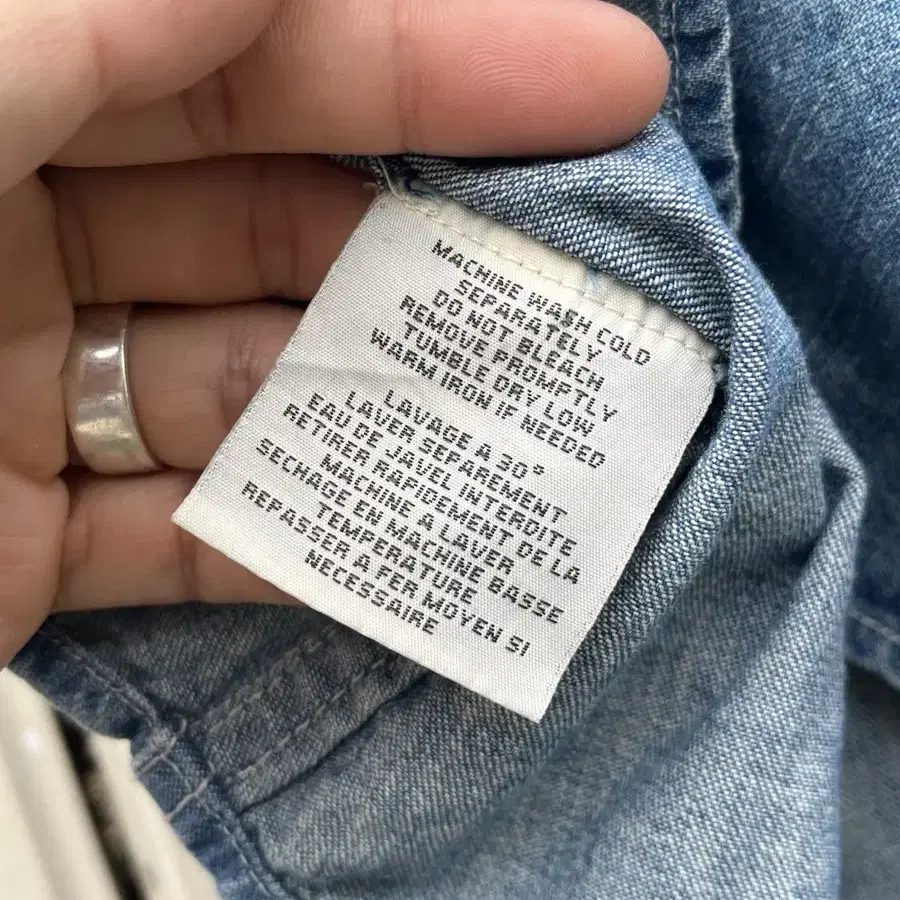 MACHINE WASH COLD
SEPARATELY
DO NOT BLEACH
REMOVE PROMPTLY
TUMBLE DRY LOW
WARM IRON IF NEEDED
LAVAGE A 30°
LAVER SEPAREMENT
EAU DE JAVEL INTERDITE
RETIRER RAPIDEMENT DE LA
MACHINE A LAVER
SECHAGE EN MACHINE BASSE
TEMPERATURE
REPASSER A FER MOYEN SI
NECESSAIRE